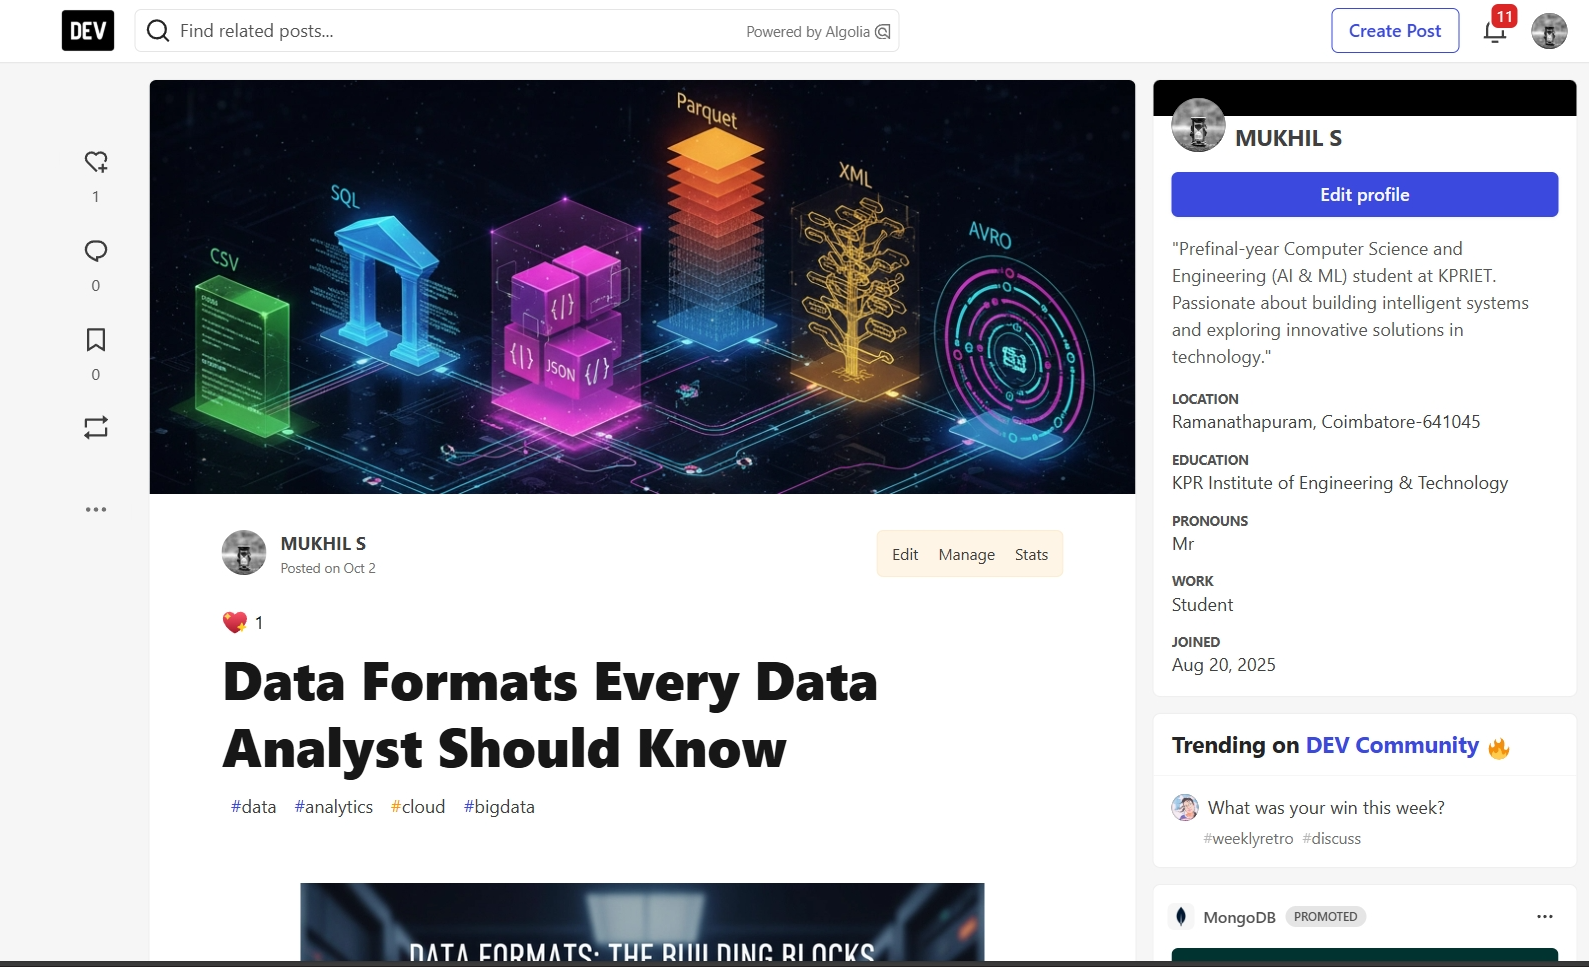 DEV
Find related posts...
Powered by Algolia
Create Post
11
1
0
0
CSV
SQL
{|}
{|}
JSON
</>
Parquet
XML
AVRO
MUKHIL S
Posted on Oct 2
Edit
Manage
Stats
1
Data Formats Every Data
Analyst Should Know
#data #analytics #cloud #bigdata
DATA FORMATS: THE BUILDING BLOCKS
MUKHIL S
Edit profile
"Prefinal-year Computer Science and
Engineering (AI & ML) student at KPRIET.
Passionate about building intelligent systems
and exploring innovative solutions in
technology."
LOCATION
Ramanathapuram, Coimbatore-641045
EDUCATION
KPR Institute of Engineering & Technology
PRONOUNS
Mr
WORK
Student
JOINED
Aug 20, 2025
Trending on DEV Community
What was your win this week?
#weeklyretro #discuss
MongoDB PROMOTED